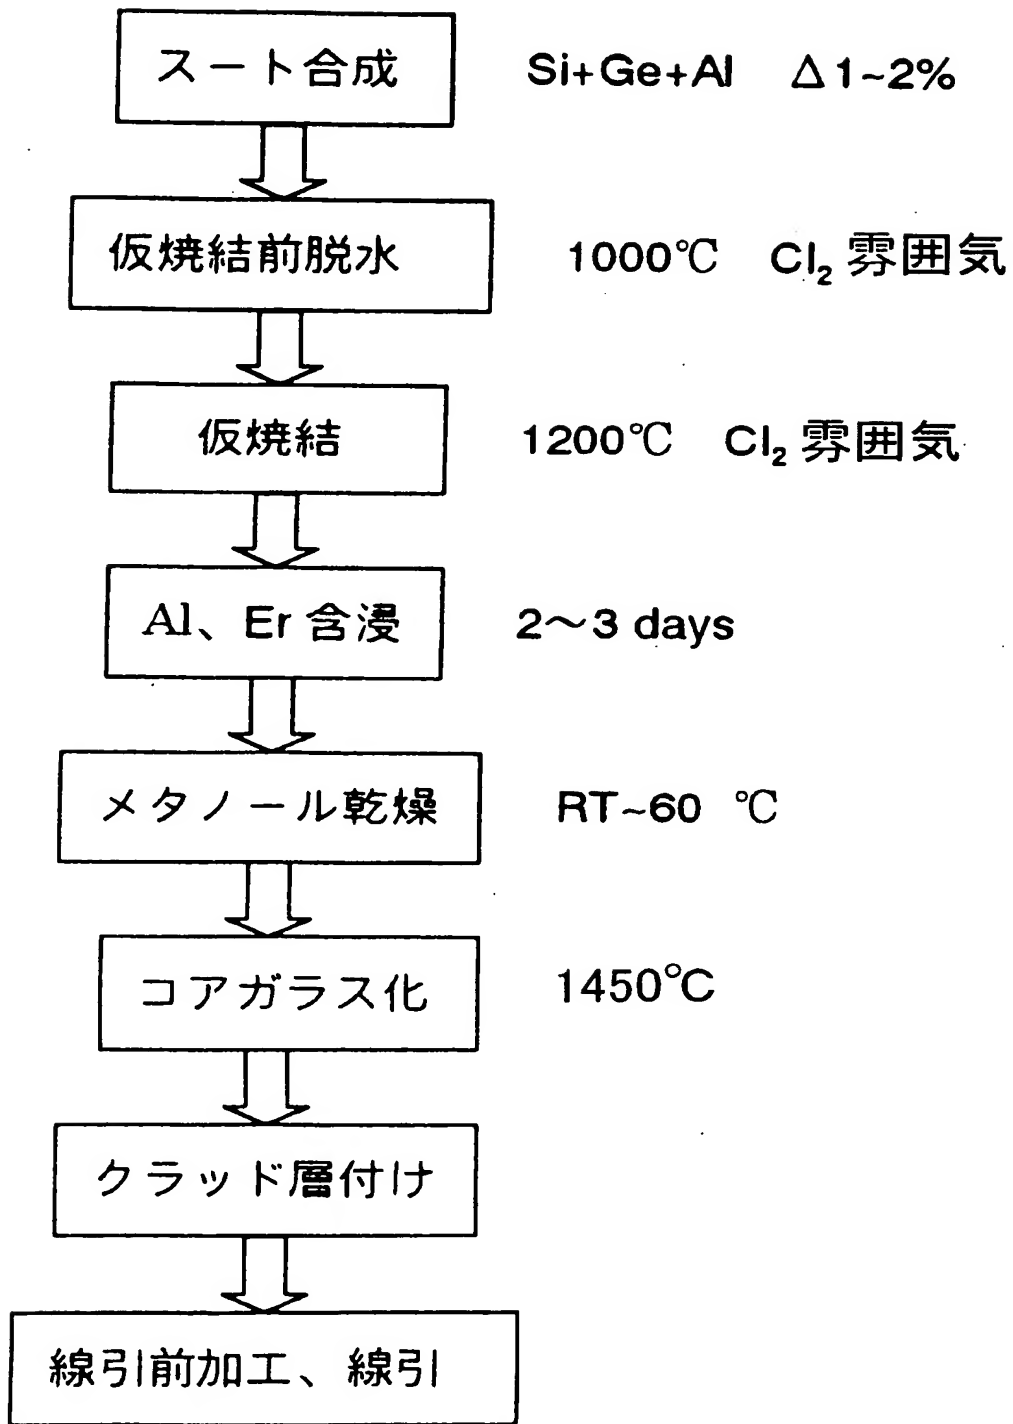 スート合成 Si+Ge+Al Δ1~2%
仮焼結前脱水 1000℃ Cl₂ 雰囲気
仮焼結 1200℃ Cl₂ 雰囲気
Al、Er 含浸 2～3 days
メタノール乾燥 RT~60 ℃
コアガラス化 1450℃
クラッド層付け
線引前加工、線引